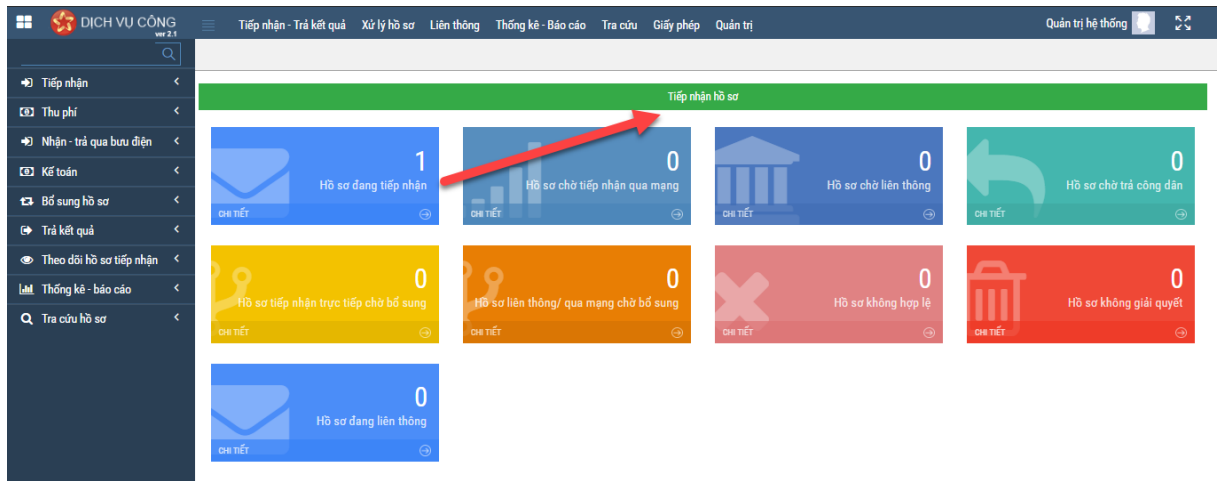 DỊCH VỤ CÔNG
ver 2.1
Tiếp nhận - Trả kết quả Xử lý hồ sơ Liên thông Thống kê - Báo cáo Tra cứu Giấy phép Quản trị
Quản trị hệ thống
Tiếp nhận
Thu phí
Nhận - trả qua bưu điện
Kế toán
Bổ sung hồ sơ
Trả kết quả
Theo dõi hồ sơ tiếp nhận
Thống kê - báo cáo
Tra cứu hồ sơ
Tiếp nhận hồ sơ
1
Hồ sơ đang tiếp nhận
CHI TIẾT
0
Hồ sơ chờ tiếp nhận qua mạng
CHI TIẾT
0
Hồ sơ chờ liên thông
CHI TIẾT
0
Hồ sơ chờ trả công dân
CHI TIẾT
0
Hồ sơ tiếp nhận trực tiếp chờ bổ sung
CHI TIẾT
0
Hồ sơ liên thông/ qua mạng chờ bổ sung
CHI TIẾT
0
Hồ sơ không hợp lệ
CHI TIẾT
0
Hồ sơ không giải quyết
CHI TIẾT
0
Hồ sơ đang liên thông
CHI TIẾT